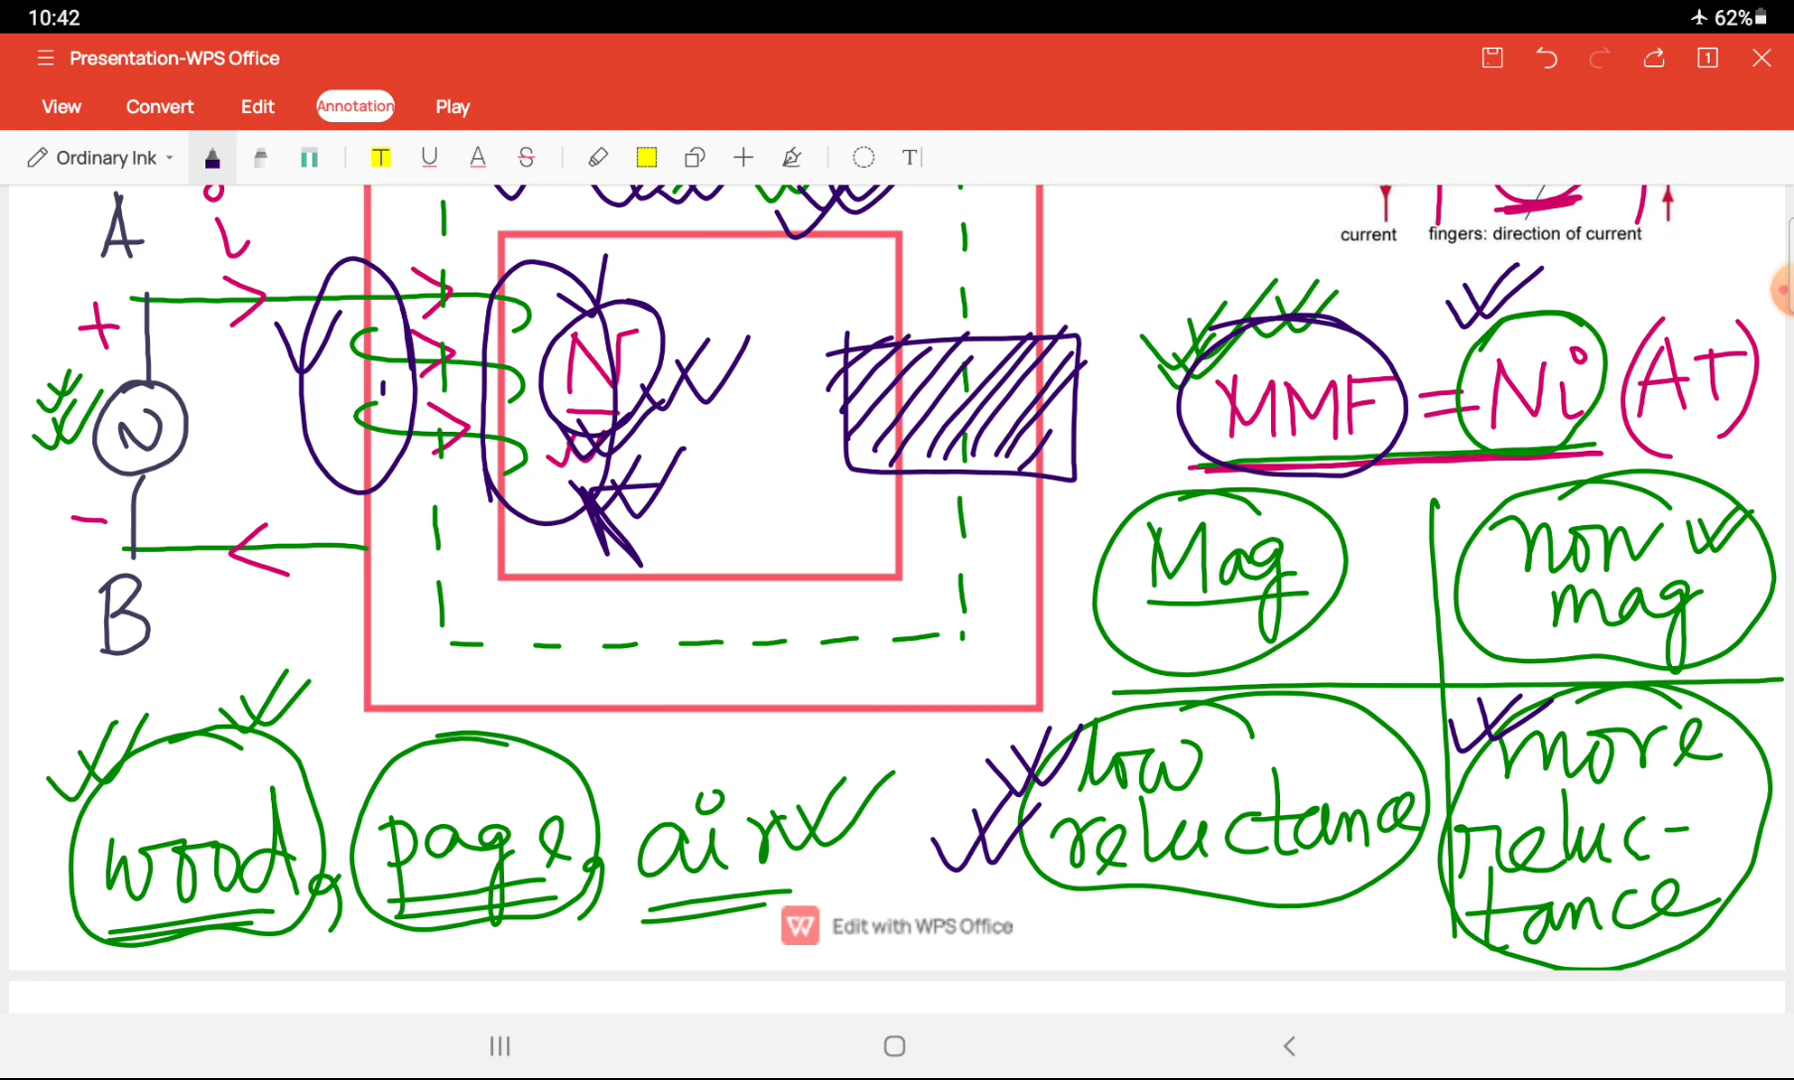 10:42
62%
Presentation-WPS Office
1
View Convert Edit Annotation Play
Ordinary Ink
T U A S T
current fingers: direction of current
A
i
+
N
N
-
B
MMF = Ni (AT)
Mag
non
mag
low
reluctance
more
reluc-
tance
wood, page, air
Edit with WPS Office